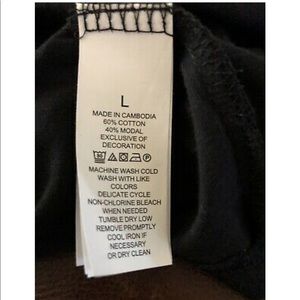 L
MADE IN CAMBODIA
60% COTTON
40% MODAL
EXCLUSIVE OF
DECORATION
MACHINE WASH COLD
WASH WITH LIKE
COLORS
DELICATE CYCLE
NON-CHLORINE BLEACH
WHEN NEEDED
TUMBLE DRY LOW
REMOVE PROMPTLY
COOL IRON IF
NECESSARY
OR DRY CLEAN